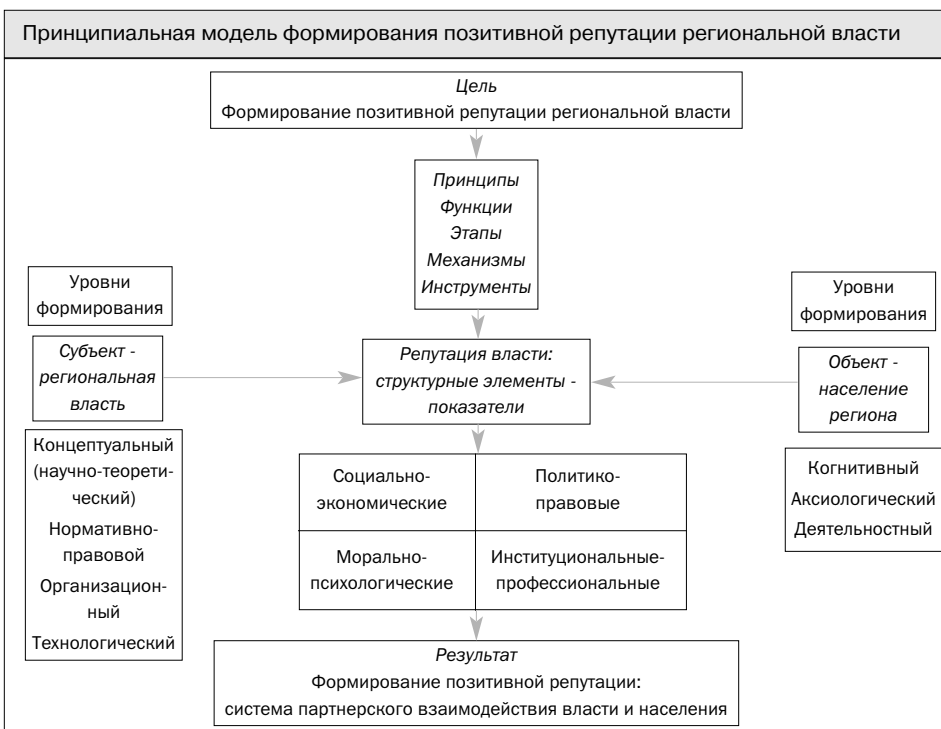 Принципиальная модель формирования позитивной репутации региональной власти
Цель
Формирование позитивной репутации региональной власти
Принципы
Функции
Этапы
Механизмы
Инструменты
Уровни
формирования
Субъект -
региональная
власть
Концептуальный
(научно-теорети-
ческий)
Нормативно-
правовой
Организацион-
ный
Технологический
Репутация власти:
структурные элементы -
показатели
Уровни
формирования
Объект -
население
региона
Когнитивный
Аксиологический
Деятельностный
Социально-
экономические
Политико-
правовые
Морально-
психологические
Институциональные-
профессиональные
Результат
Формирование позитивной репутации:
система партнерского взаимодействия власти и населения